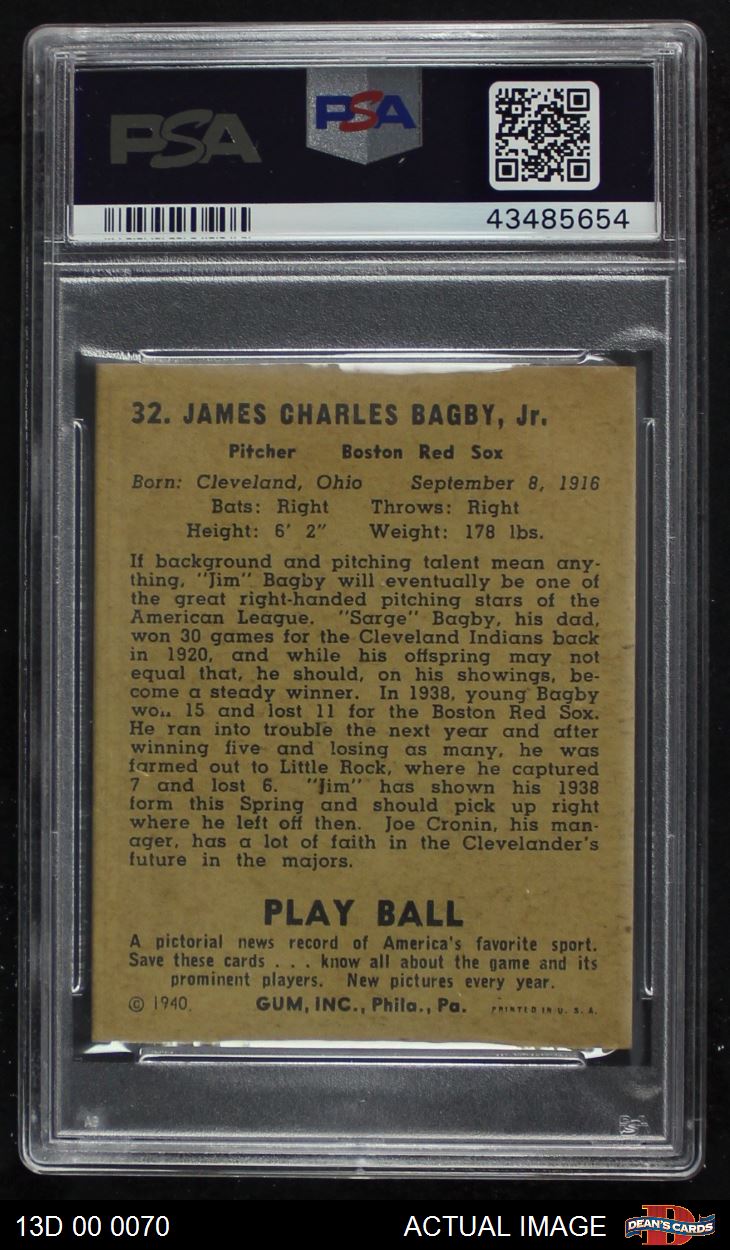 PSA
PSA
43485654
32. JAMES CHARLES BAGBY, Jr.
Pitcher Boston Red Sox
Born: Cleveland, Ohio September 8, 1916
Bats: Right Throws: Right
Height: 6' 2" Weight: 178 lbs.
If background and pitching talent mean any-
thing, "Jim" Bagby will eventually be one of
the great right-handed pitching stars of the
American League. "Sarge" Bagby, his dad,
won 30 games for the Cleveland Indians back
in 1920, and while his offspring may not
equal that, he should, on his showings, be-
come a steady winner. In 1938, young Bagby
won 15 and lost 11 for the Boston Red Sox.
He ran into trouble the next year and after
winning five and losing as many, he was
farmed out to Little Rock, where he captured
7 and lost 6. "Jim" has shown his 1938
form this Spring and should pick up right
where he left off then. Joe Cronin, his man-
ager, has a lot of faith in the Clevelander's
future in the majors.
PLAY BALL
A pictorial news record of America's favorite sport.
Save these cards . . . know all about the game and its
prominent players. New pictures every year.
© 1940. GUM, INC., Phila., Pa. PRINTED IN U. S. A.
13D 00 0070 ACTUAL IMAGE DEAN'S CARDS